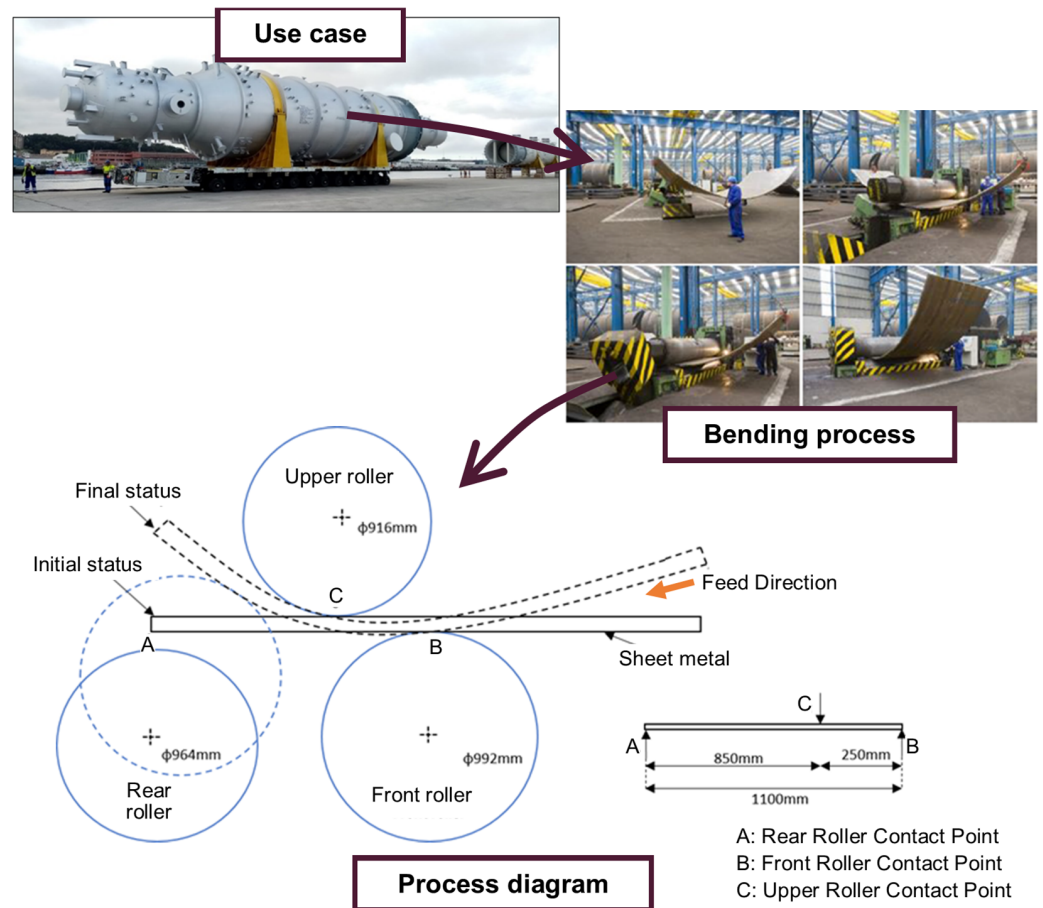 Use case
Bending process
Upper roller
ϕ916mm
Final status
Initial status
C
Feed Direction
A
B
Sheet metal
ϕ964mm
ϕ992mm
Rear
roller
Front roller
C
A
B
850mm
250mm
1100mm
A: Rear Roller Contact Point
B: Front Roller Contact Point
C: Upper Roller Contact Point
Process diagram